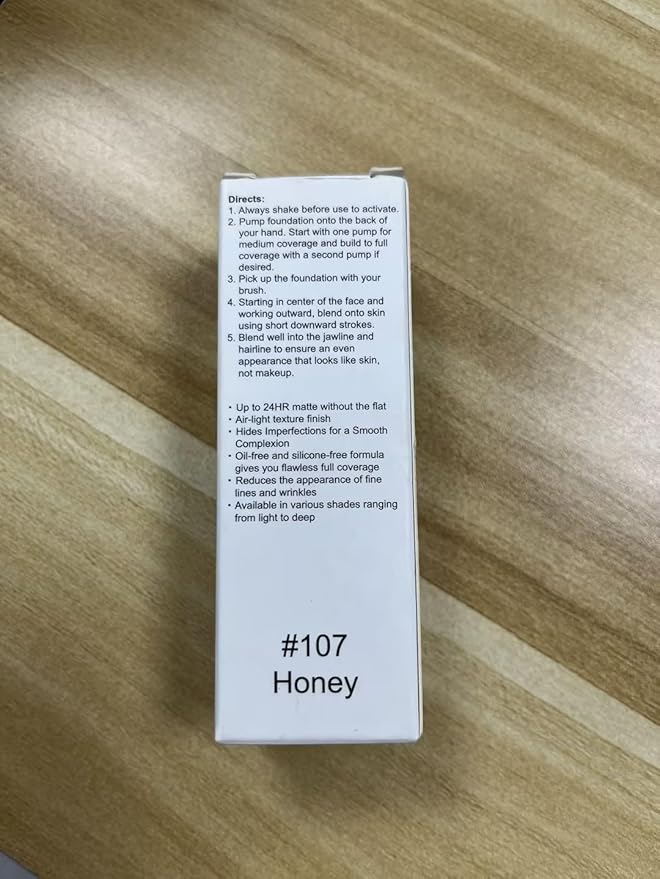 Directs:
1. Always shake before use to activate.
2. Pump foundation onto the back of
your hand. Start with one pump for
medium coverage and build to full
coverage with a second pump if
desired.
3. Pick up the foundation with your
brush.
4. Starting in center of the face and
working outward, blend onto skin
using short downward strokes.
5. Blend well into the jawline and
hairline to ensure an even
appearance that looks like skin,
not makeup.
• Up to 24HR matte without the flat
• Air-light texture finish
• Hides Imperfections for a Smooth
Complexion
• Oil-free and silicone-free formula
gives you flawless full coverage
• Reduces the appearance of fine
lines and wrinkles
• Available in various shades ranging
from light to deep
#107
Honey